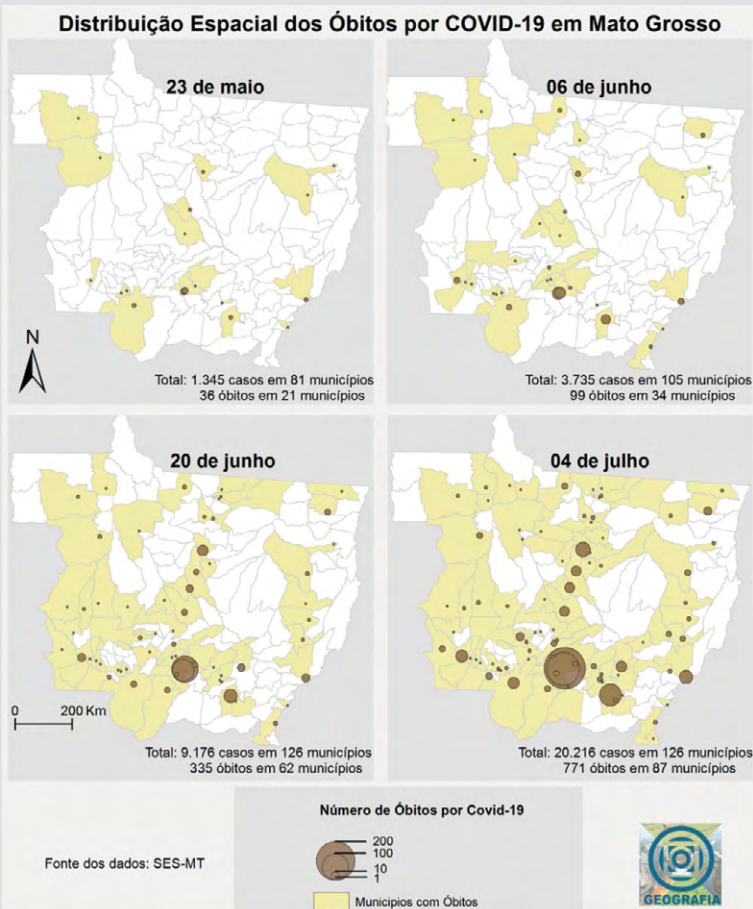 Distribuição Espacial dos Óbitos por COVID-19 em Mato Grosso
23 de maio
N
Total: 1.345 casos em 81 municípios
36 óbitos em 21 municípios
06 de junho
Total: 3.735 casos em 105 municípios
99 óbitos em 34 municípios
20 de junho
0 200 Km
Total: 9.176 casos em 126 municípios
335 óbitos em 62 municípios
04 de julho
Total: 20.216 casos em 126 municípios
771 óbitos em 87 municípios
Fonte dos dados: SES-MT
Número de Óbitos por Covid-19
200
100
10
1
Municipios com Óbitos
GEOGRAFIA